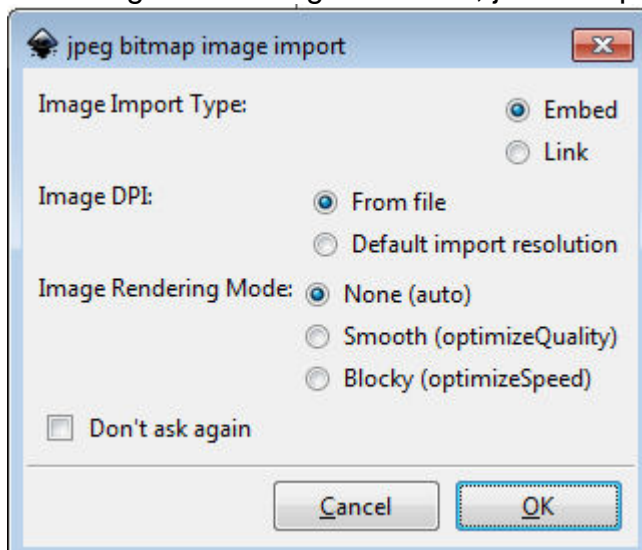 jpeg bitmap image import
Image Import Type:
Embed
Link
Image DPI:
From file
Default import resolution
Image Rendering Mode:
None (auto)
Smooth (optimizeQuality)
Blocky (optimizeSpeed)
Don't ask again
Cancel
OK